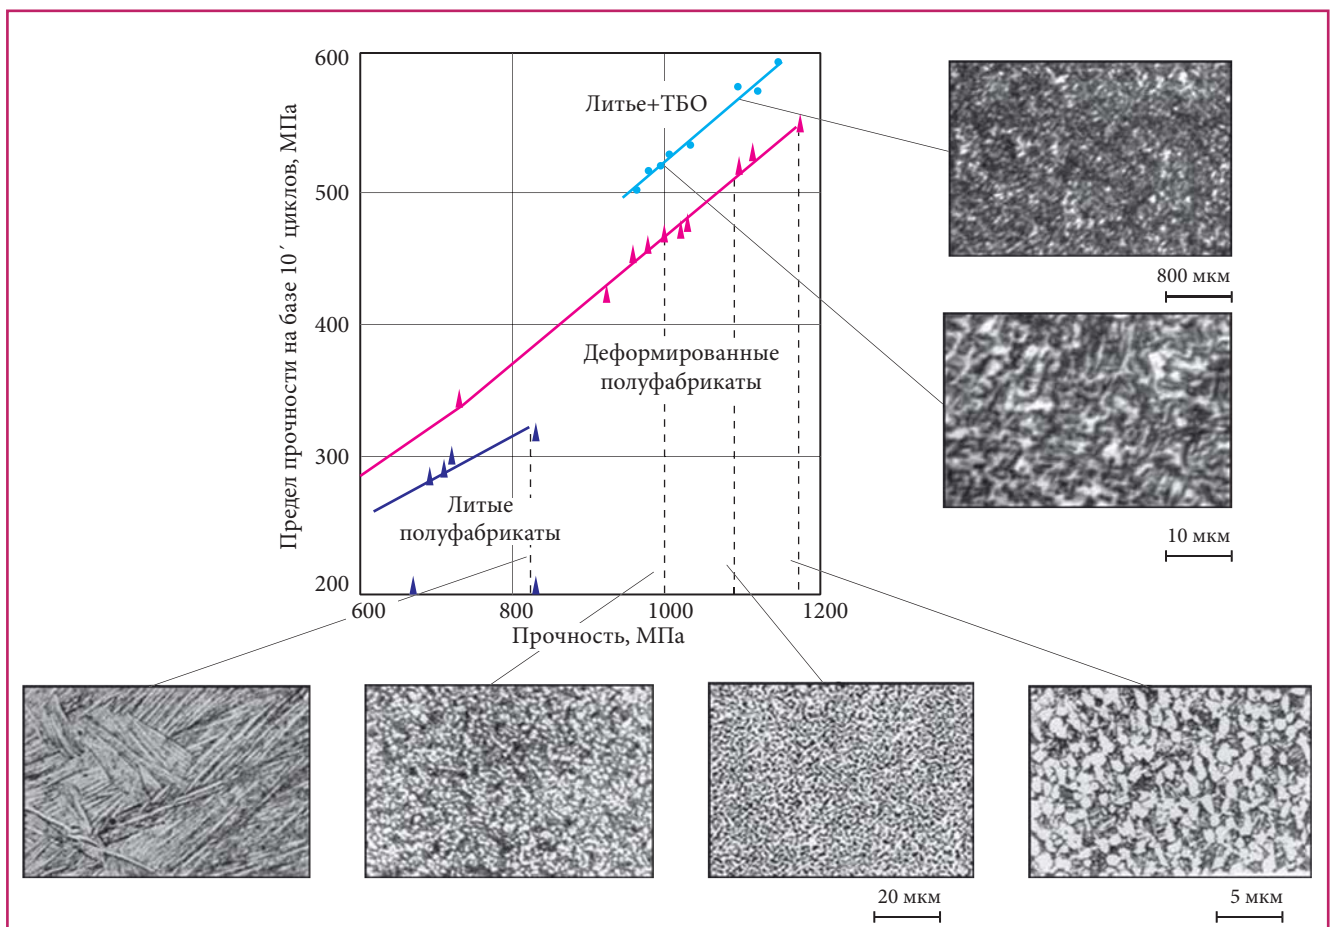 Предел прочности на базе 10´ циклов, МПа
600
500
400
300
200
600
800
1000
1200
Прочность, МПа
Литье+ТБО
Деформированные
полуфабрикаты
Литые
полуфабрикаты
800 мкм
10 мкм
20 мкм
5 мкм